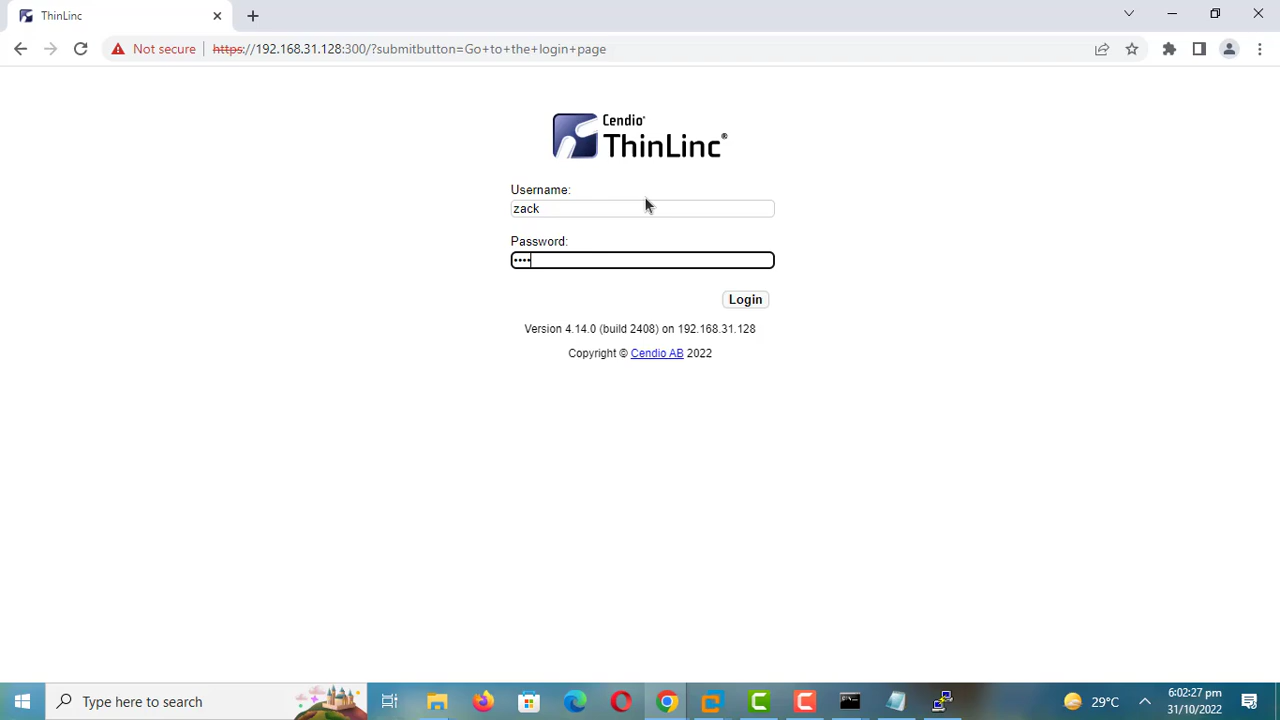 ThinLinc
Not secure
https://192.168.31.128:300/?submitbutton=Go+to+the+login+page
Cendio®
ThinLinc®
Username:
zack
Password:
••••
Login
Version 4.14.0 (build 2408) on 192.168.31.128
Copyright © Cendio AB 2022
Type here to search
29°C
6:02:27 pm
31/10/2022